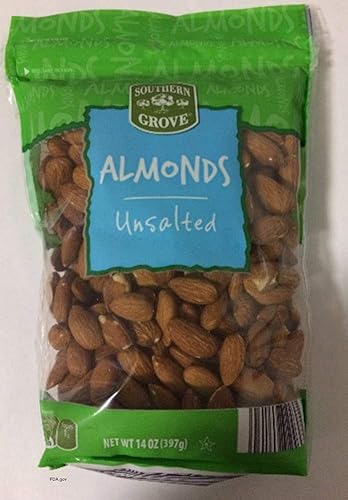 ALMONDS
SOUTHERN
GROVE
ALMONDS
Unsalted
NET WT 14 OZ (397g)
FDA.gov